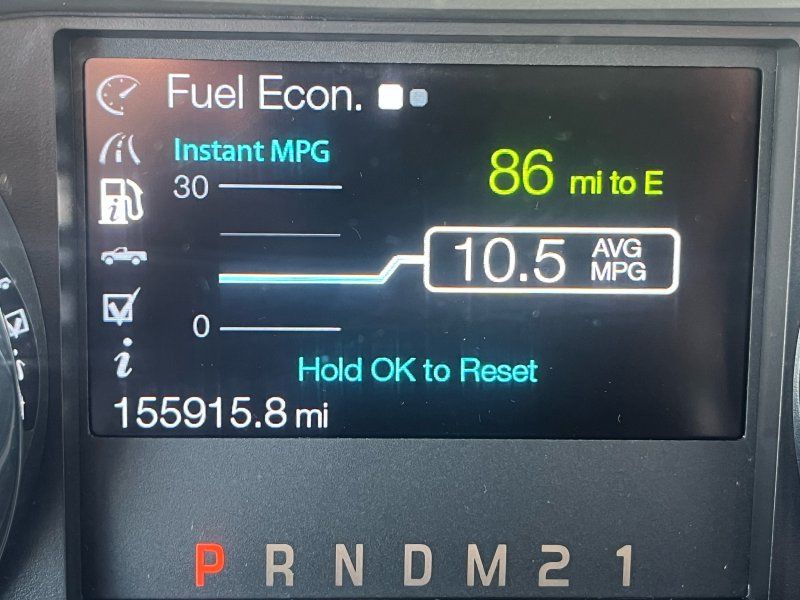 Fuel Econ.
Instant MPG
30
86 mi to E
10.5 AVG MPG
0
Hold OK to Reset
155915.8 mi
P R N D M 2 1